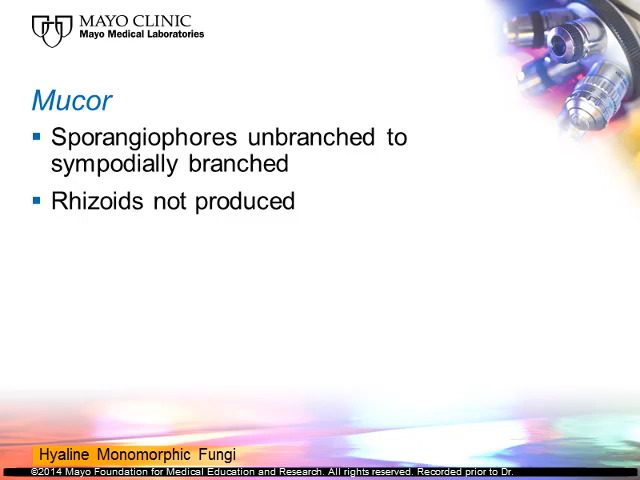 MAYO CLINIC
Mayo Medical Laboratories
Mucor
Sporangiophores unbranched to
sympodially branched
Rhizoids not produced
Hyaline Monomorphic Fungi
©2014 Mayo Foundation for Medical Education and Research. All rights reserved. Recorded prior to Dr.